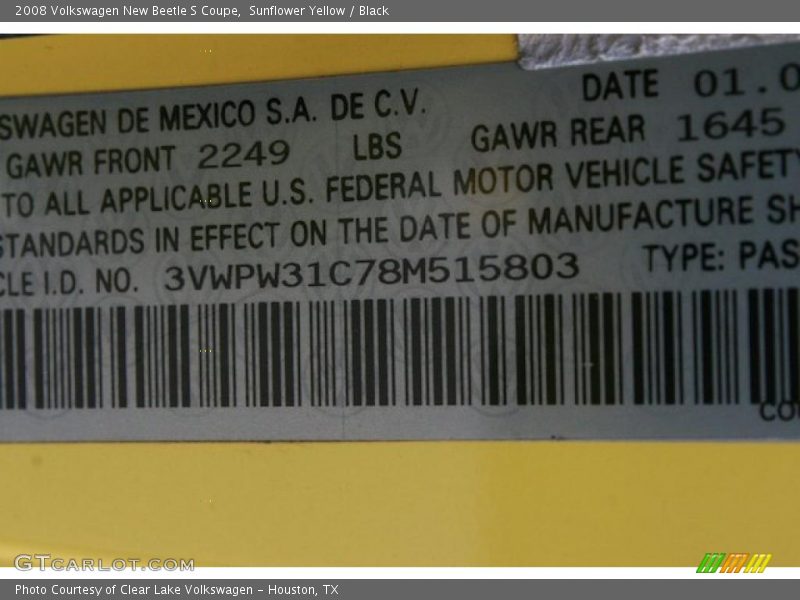 2008 Volkswagen New Beetle S Coupe,  Sunflower Yellow / Black
SWAGEN DE MEXICO S.A. DE C.V. DATE 01.0
GAWR FRONT 2249 LBS GAWR REAR 1645
TO ALL APPLICABLE U.S. FEDERAL MOTOR VEHICLE SAFETY
STANDARDS IN EFFECT ON THE DATE OF MANUFACTURE SH
CLE I.D. NO. 3VWPW31C78M515803 TYPE: PAS
CO
GTCARLOT.COM
Photo Courtesy of Clear Lake Volkswagen – Houston, TX